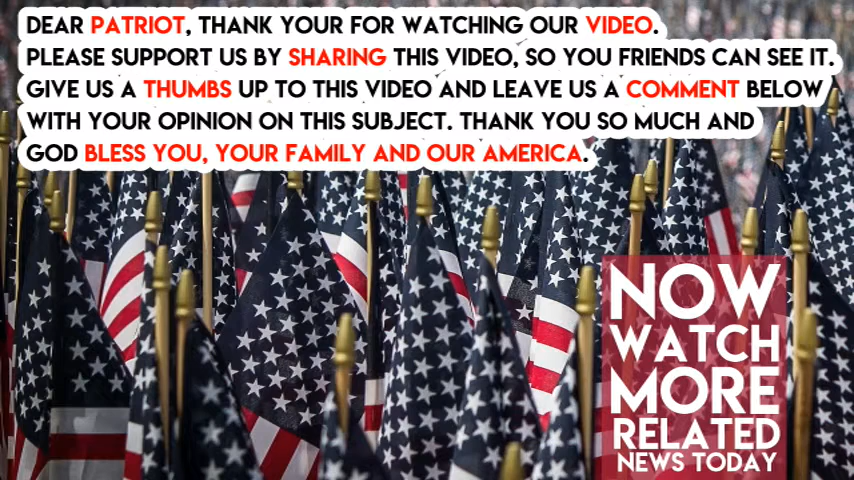 DEAR PATRIOT, THANK YOUR FOR WATCHING OUR VIDEO.
PLEASE SUPPORT US BY SHARING THIS VIDEO, SO YOU FRIENDS CAN SEE IT.
GIVE US A THUMBS UP TO THIS VIDEO AND LEAVE US A COMMENT BELOW
WITH YOUR OPINION ON THIS SUBJECT. THANK YOU SO MUCH AND
GOD BLESS YOU, YOUR FAMILY AND OUR AMERICA.
NOW
WATCH
MORE
RELATED
NEWS TODAY